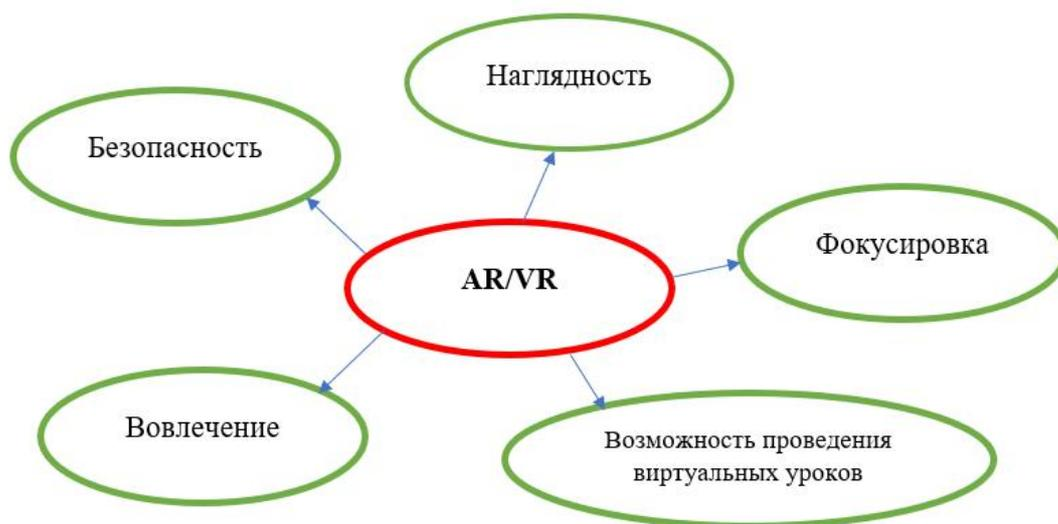 Наглядность
Безопасность
Фокусировка
AR/VR
Вовлечение
Возможность проведения
виртуальных уроков